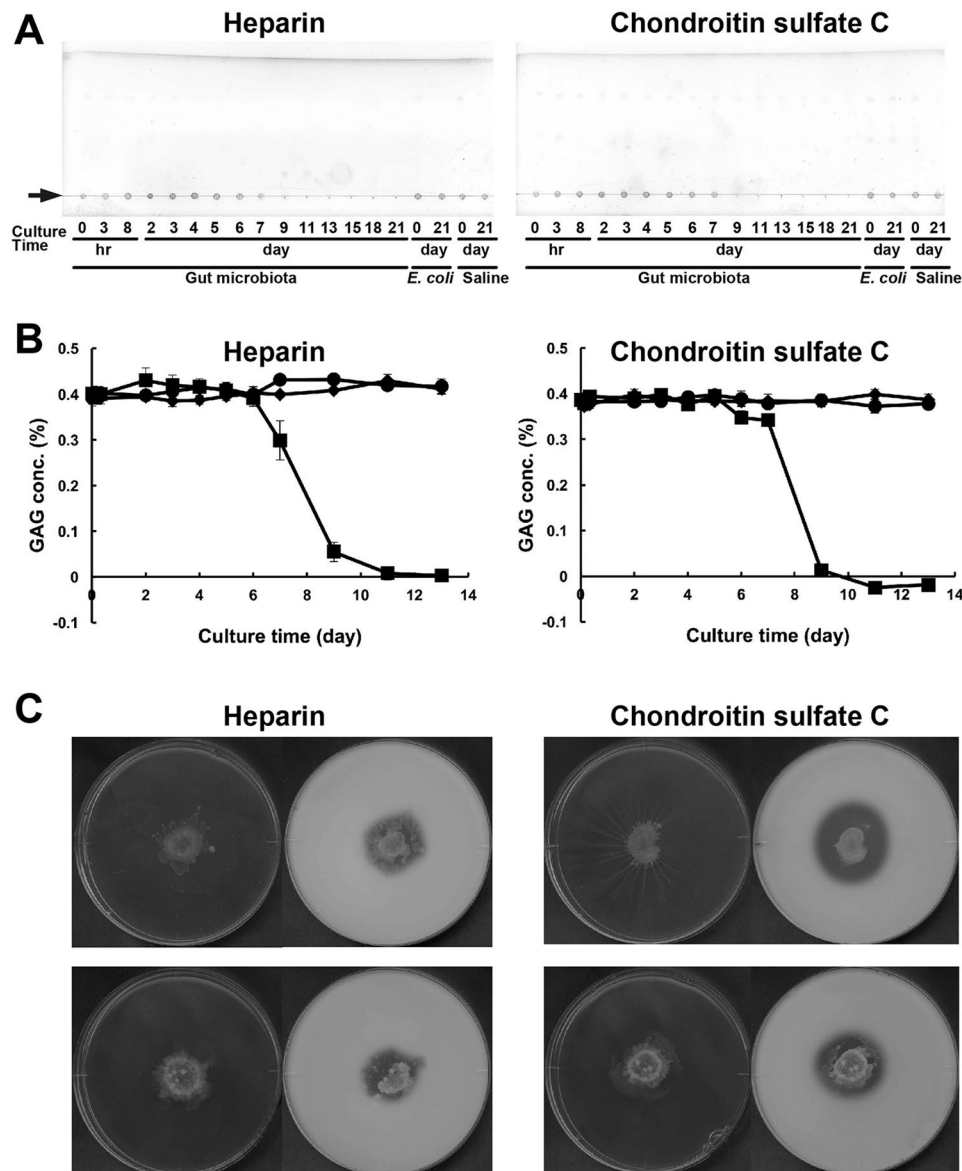 A
Heparin
Chondroitin sulfate C
Culture Time
0 3 8 2 3 4 5 6 7 9 11 13 15 18 21 0 21 0 21
hr day day day
Gut microbiota E. coli Saline
0 3 8 2 3 4 5 6 7 9 11 13 15 18 21 0 21 0 21
hr day day day
Gut microbiota E. coli Saline
B
Heparin
0.5
0.4
0.3
0.2
0.1
0
-0.1
GAG conc. (%)
0 2 4 6 8 10 12 14
Culture time (day)
Chondroitin sulfate C
0.5
0.4
0.3
0.2
0.1
0
-0.1
GAG conc. (%)
0 2 4 6 8 10 12 14
Culture time (day)
C
Heparin
Chondroitin sulfate C